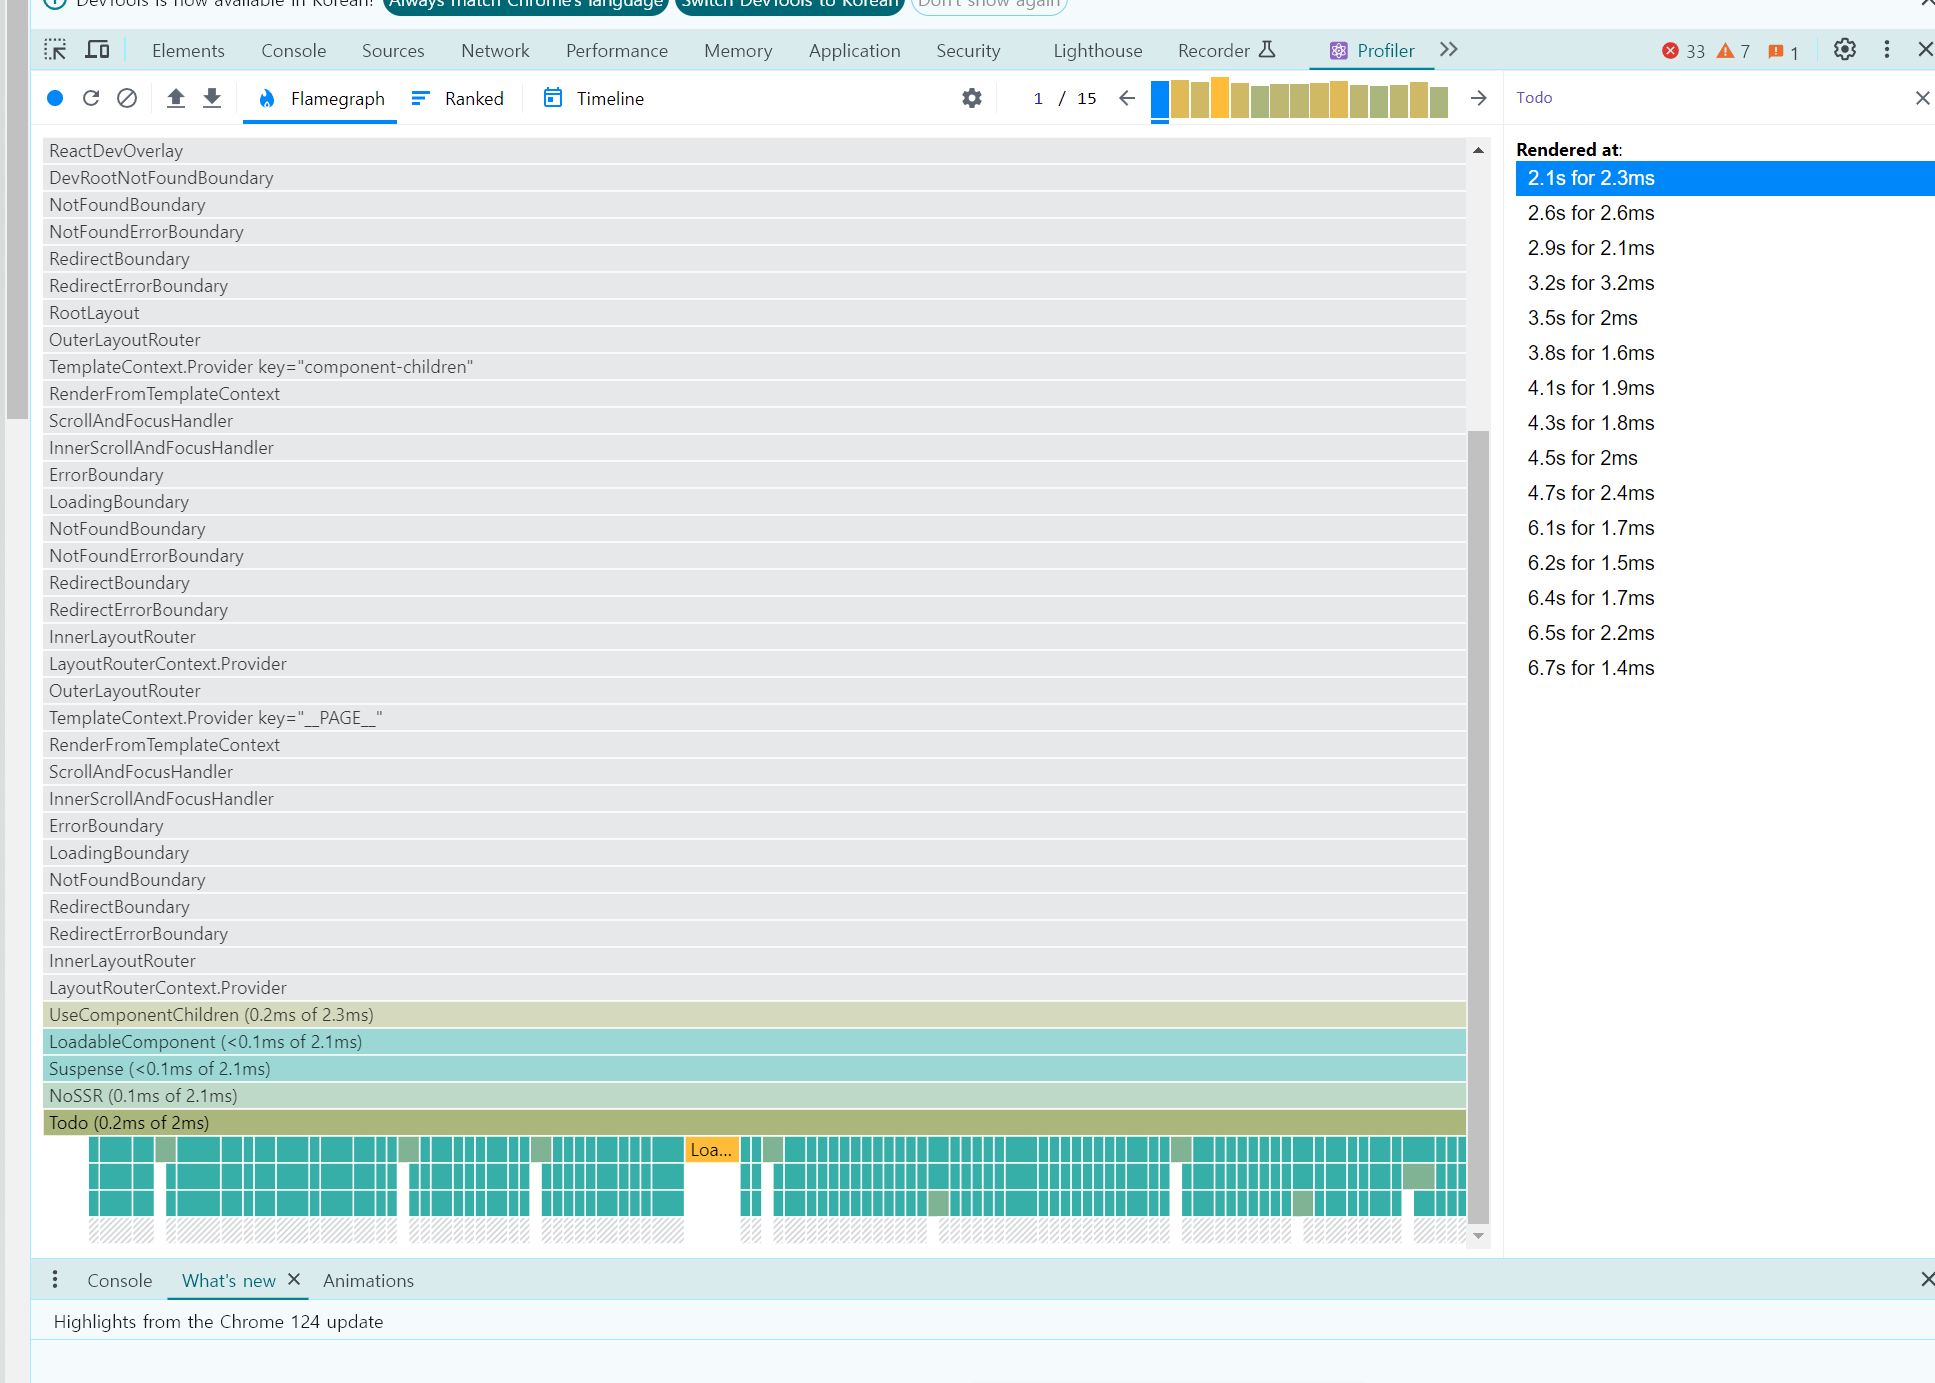 DevTools is now available in Korean!  Always match Chrome's language  Switch DevTools to Korean  Don't show again
Elements  Console  Sources  Network  Performance  Memory  Application  Security  Lighthouse  Recorder  Profiler  33  7  1
Flamegraph  Ranked  Timeline  1 / 15  Todo
ReactDevOverlay
DevRootNotFoundBoundary
NotFoundBoundary
NotFoundErrorBoundary
RedirectBoundary
RedirectErrorBoundary
RootLayout
OuterLayoutRouter
TemplateContext.Provider key="component-children"
RenderFromTemplateContext
ScrollAndFocusHandler
InnerScrollAndFocusHandler
ErrorBoundary
LoadingBoundary
NotFoundBoundary
NotFoundErrorBoundary
RedirectBoundary
RedirectErrorBoundary
InnerLayoutRouter
LayoutRouterContext.Provider
OuterLayoutRouter
TemplateContext.Provider key="__PAGE__"
RenderFromTemplateContext
ScrollAndFocusHandler
InnerScrollAndFocusHandler
ErrorBoundary
LoadingBoundary
NotFoundBoundary
RedirectBoundary
RedirectErrorBoundary
InnerLayoutRouter
LayoutRouterContext.Provider
UseComponentChildren (0.2ms of 2.3ms)
LoadableComponent (<0.1ms of 2.1ms)
Suspense (<0.1ms of 2.1ms)
NoSSR (0.1ms of 2.1ms)
Todo (0.2ms of 2ms)
Loa...
Rendered at:
2.1s for 2.3ms
2.6s for 2.6ms
2.9s for 2.1ms
3.2s for 3.2ms
3.5s for 2ms
3.8s for 1.6ms
4.1s for 1.9ms
4.3s for 1.8ms
4.5s for 2ms
4.7s for 2.4ms
6.1s for 1.7ms
6.2s for 1.5ms
6.4s for 1.7ms
6.5s for 2.2ms
6.7s for 1.4ms
Console  What's new  Animations
Highlights from the Chrome 124 update